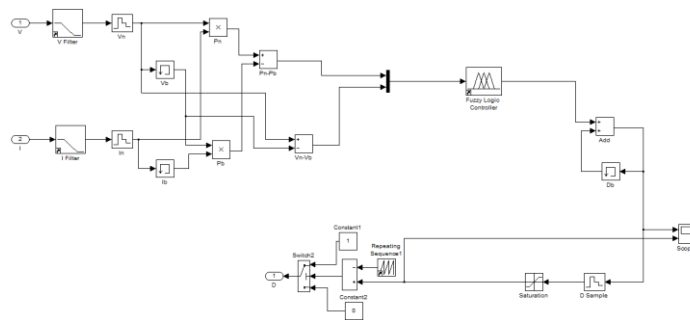 1
V
V Filter
Vn
Vb
Pn
Pn-Pb
Fuzzy Logic
Controller
2
I
I Filter
In
Ib
Pb
Vn-Vb
Add
Db
Scope
Constant1
1
Switch2
Repeating
Sequence1
1
D
Constant2
0
Saturation
D Sample